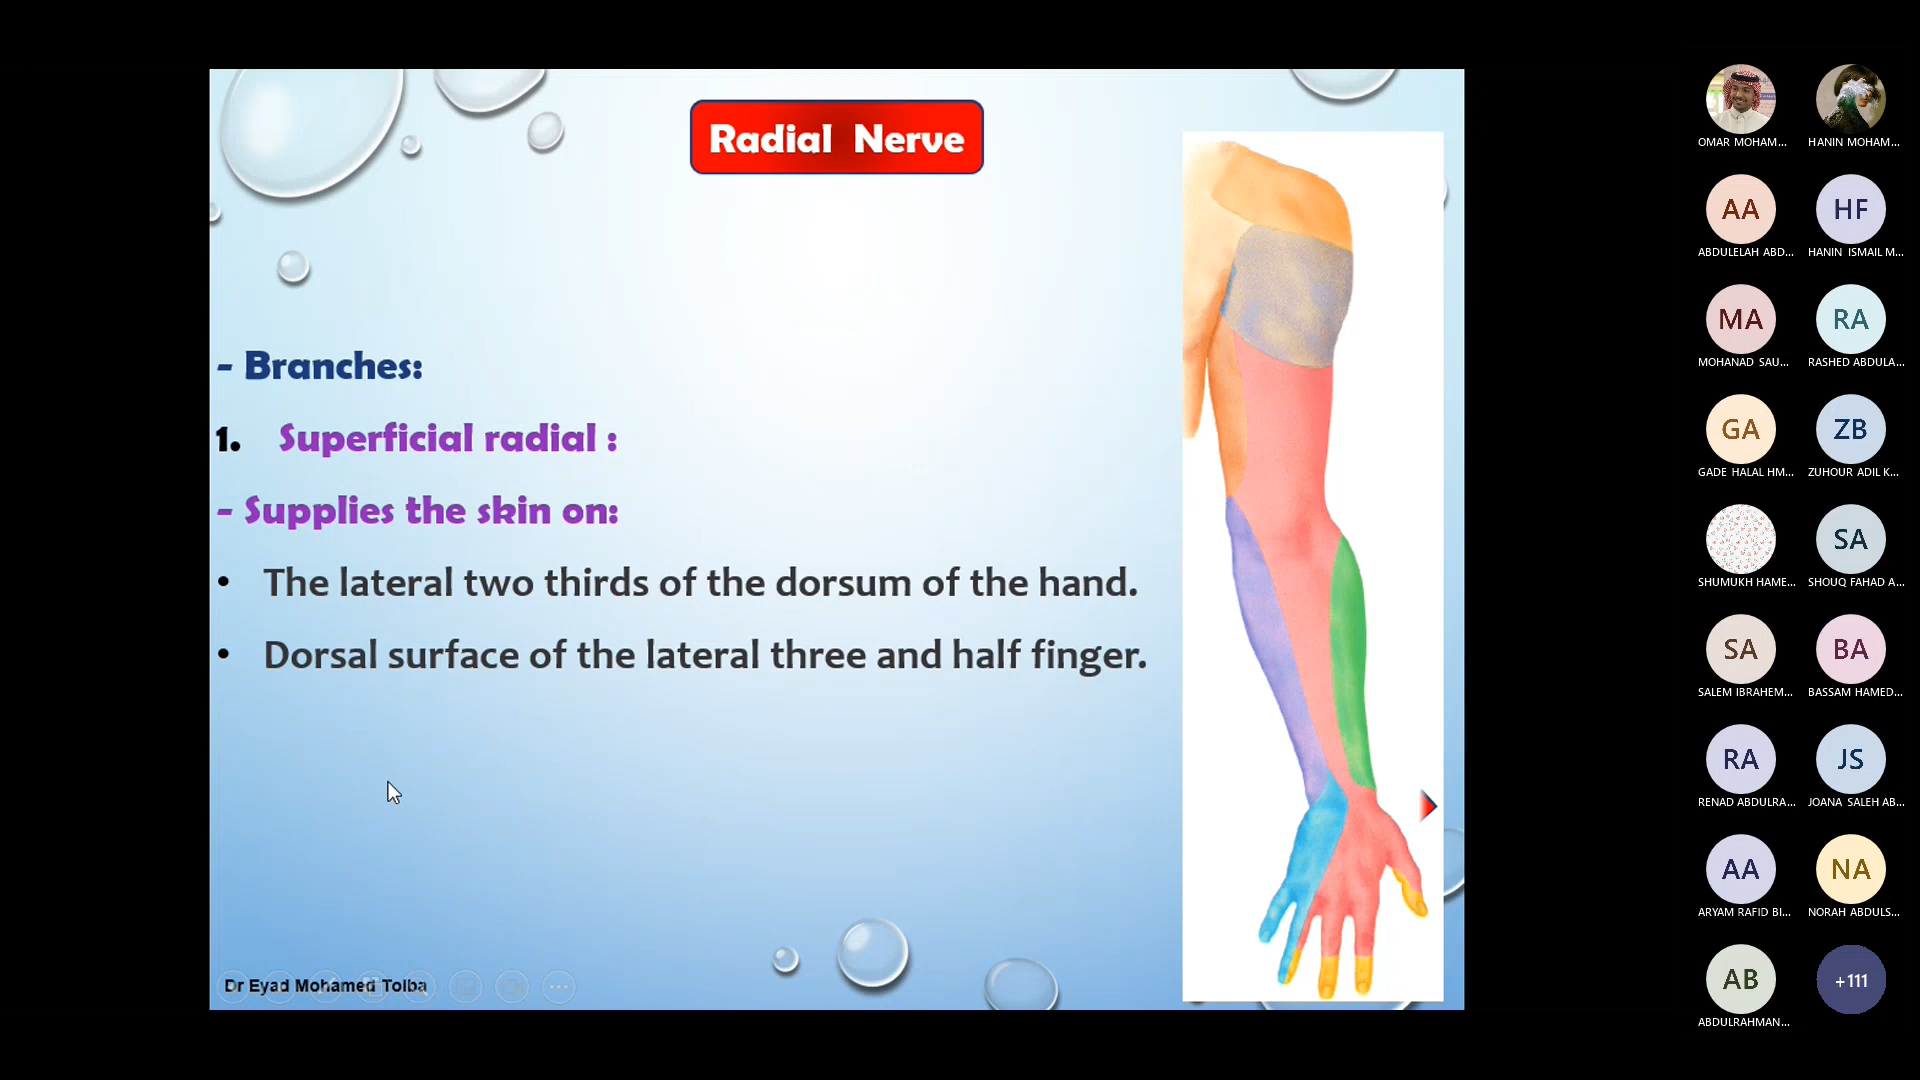 Radial Nerve
- Branches:
1. Superficial radial :
- Supplies the skin on:
• The lateral two thirds of the dorsum of the hand.
• Dorsal surface of the lateral three and half finger.
Dr Eyad Mohamed Tolba
OMAR MOHAM...
HANIN MOHAM...
AA
HF
ABDULELAH ABD...
HANIN ISMAIL M...
MA
RA
MOHANAD SAU...
RASHED ABDULA...
GA
ZB
GADE HALAL HM...
ZUHOUR ADIL K...
SA
SHUMUKH HAME...
SHOUQ FAHAD A...
SA
BA
SALEM IBRAHEM...
BASSAM HAMED...
RA
JS
RENAD ABDULRA...
JOANA SALEH AB...
AA
NA
ARYAM RAFID BI...
NORAH ABDULS...
AB
+111
ABDULRAHMAN...